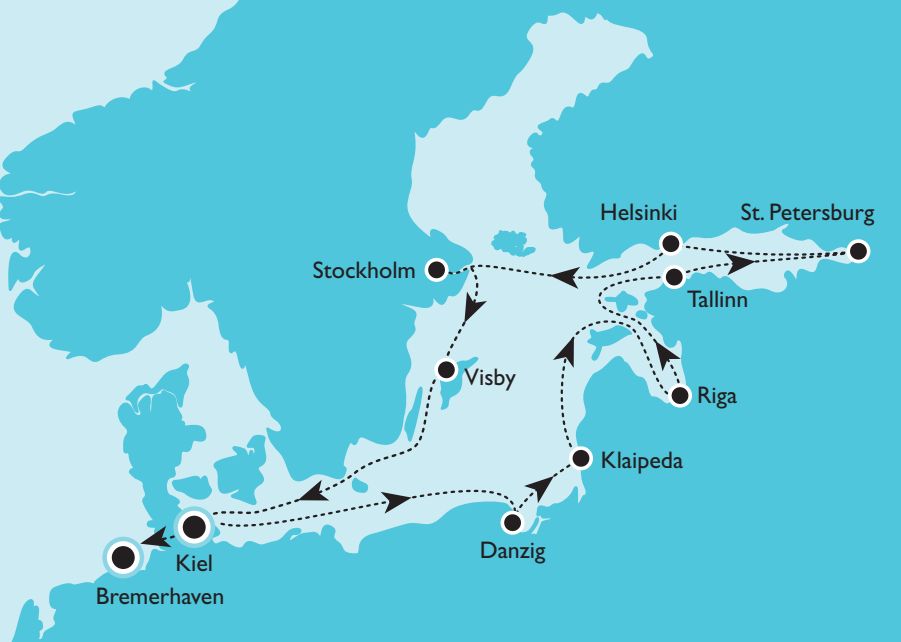 Helsinki
St. Petersburg
Stockholm
Tallinn
Visby
Riga
Klaipeda
Danzig
Kiel
Bremerhaven